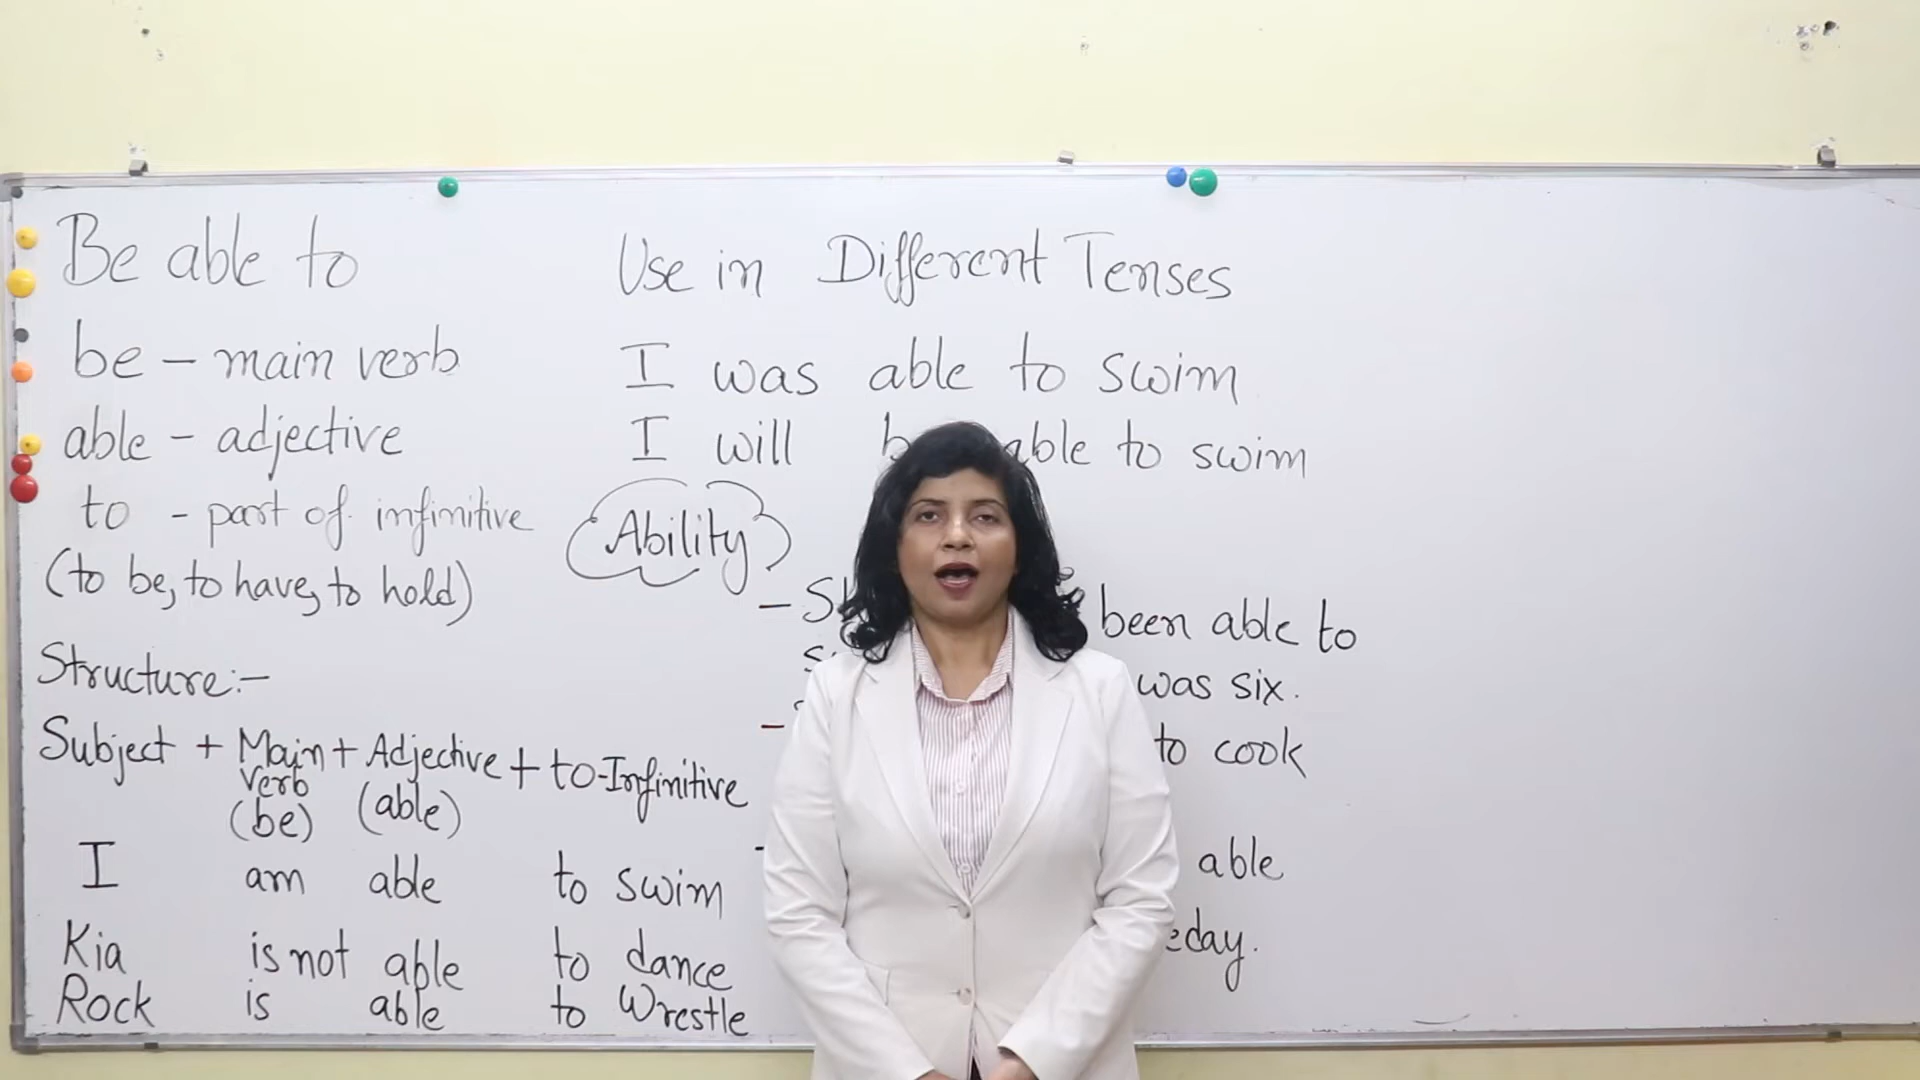 Be able to
be - main verb
able - adjective
to - part of infinitive
(to be, to have, to hold)
Structure:-
Subject + Main verb (be) + Adjective (able) + to-Infinitive
I am able to swim
Kia is not able to dance
Rock is able to Wrestle
Use in Different Tenses
I was able to swim
I will able to swim
Ability
been able to
was six.
to cook
able